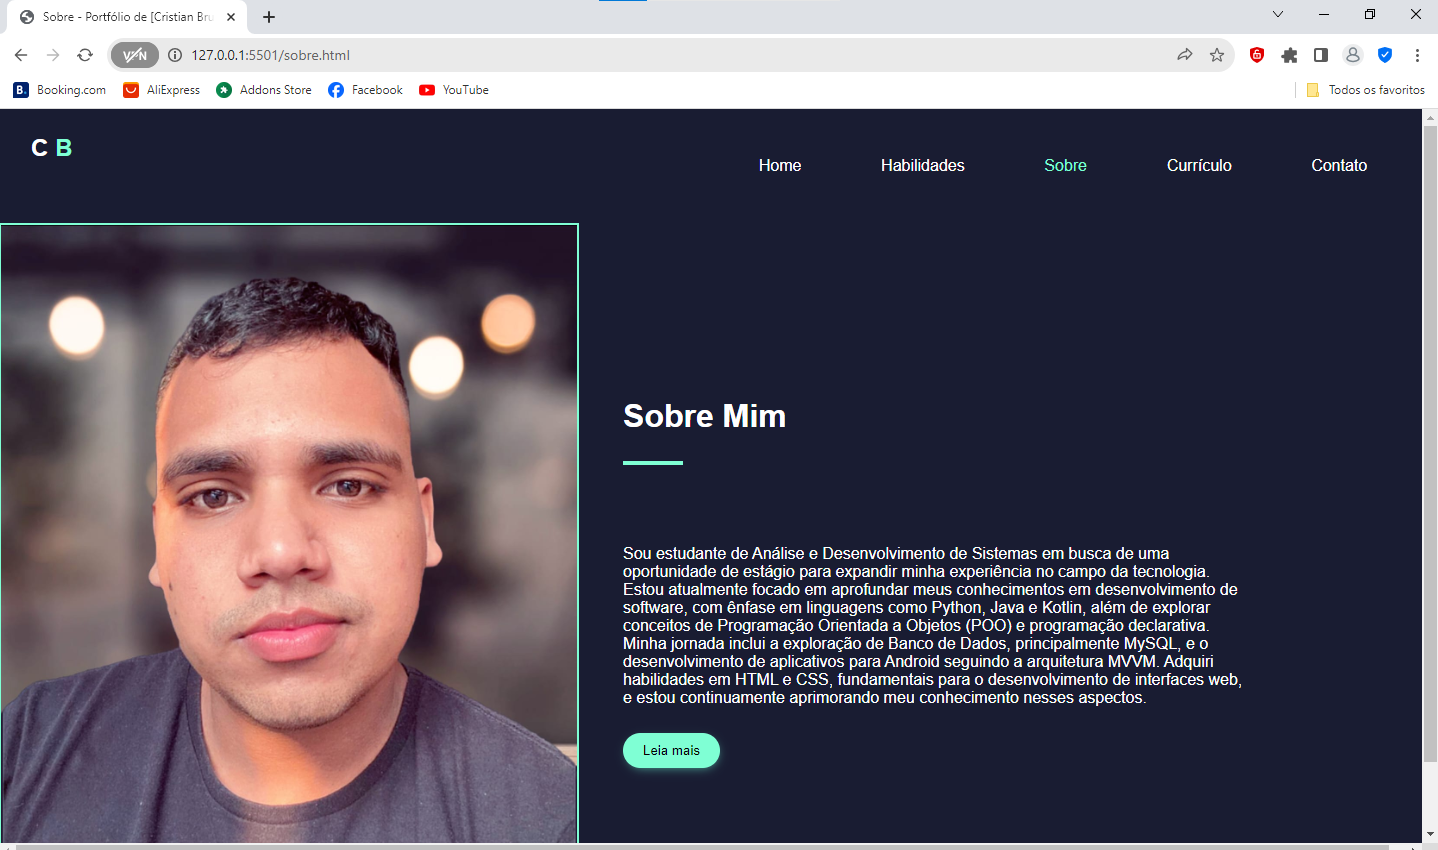 Sobre - Portfólio de [Cristian Bru
VPN
127.0.0.1:5501/sobre.html
B. Booking.com AliExpress Addons Store Facebook YouTube Todos os favoritos
C B
Home Habilidades Sobre Currículo Contato
Sobre Mim
Sou estudante de Análise e Desenvolvimento de Sistemas em busca de uma
oportunidade de estágio para expandir minha experiência no campo da tecnologia.
Estou atualmente focado em aprofundar meus conhecimentos em desenvolvimento de
software, com ênfase em linguagens como Python, Java e Kotlin, além de explorar
conceitos de Programação Orientada a Objetos (POO) e programação declarativa.
Minha jornada inclui a exploração de Banco de Dados, principalmente MySQL, e o
desenvolvimento de aplicativos para Android seguindo a arquitetura MVVM. Adquiri
habilidades em HTML e CSS, fundamentais para o desenvolvimento de interfaces web,
e estou continuamente aprimorando meu conhecimento nesses aspectos.
Leia mais